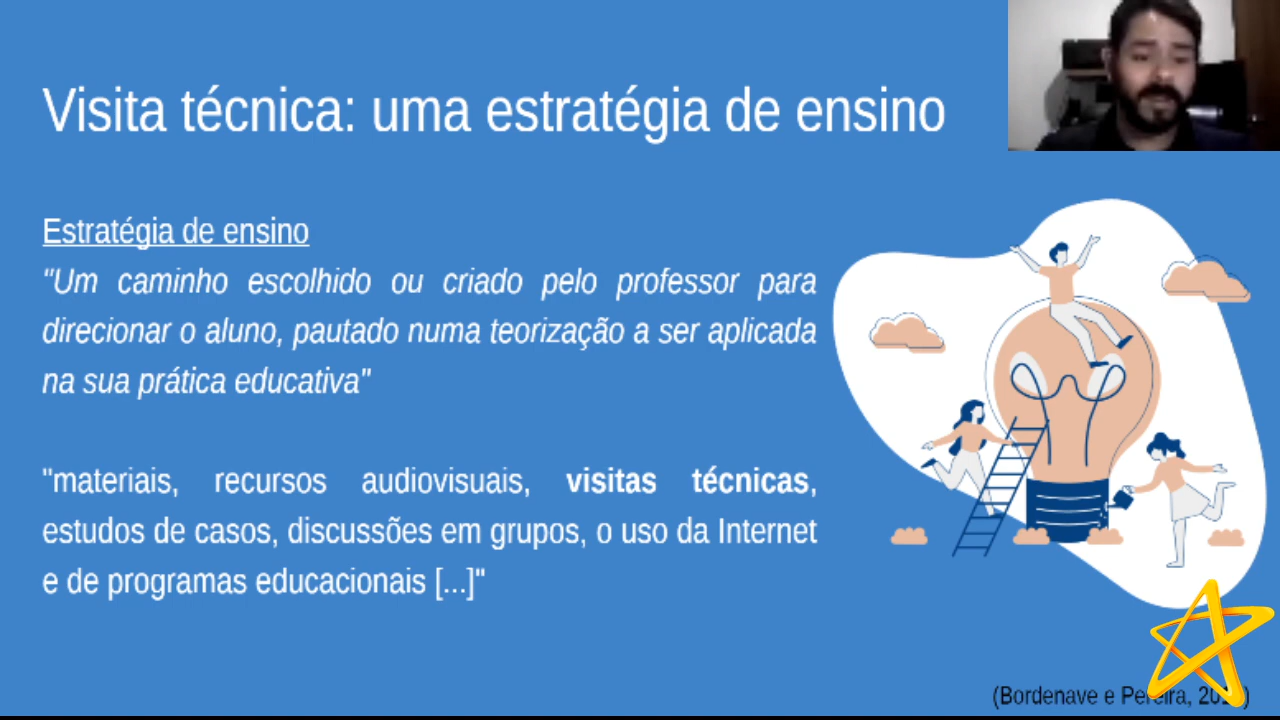 Visita técnica: uma estratégia de ensino
Estratégia de ensino
"Um caminho escolhido ou criado pelo professor para
direcionar o aluno, pautado numa teorização a ser aplicada
na sua prática educativa"
"materiais, recursos audiovisuais, visitas técnicas,
estudos de casos, discussões em grupos, o uso da Internet
e de programas educacionais [...]"
(Bordenave e Pereira,